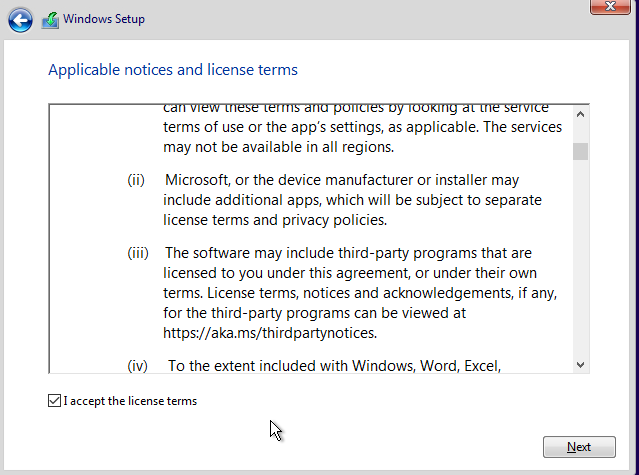 Windows Setup
Applicable notices and license terms
can view these terms and policies by looking at the service
terms of use or the app's settings, as applicable. The services
may not be available in all regions.
(ii) Microsoft, or the device manufacturer or installer may
include additional apps, which will be subject to separate
license terms and privacy policies.
(iii) The software may include third-party programs that are
licensed to you under this agreement, or under their own
terms. License terms, notices and acknowledgements, if any,
for the third-party programs can be viewed at
https://aka.ms/thirdpartynotices.
(iv) To the extent included with Windows, Word, Excel,
I accept the license terms
Next